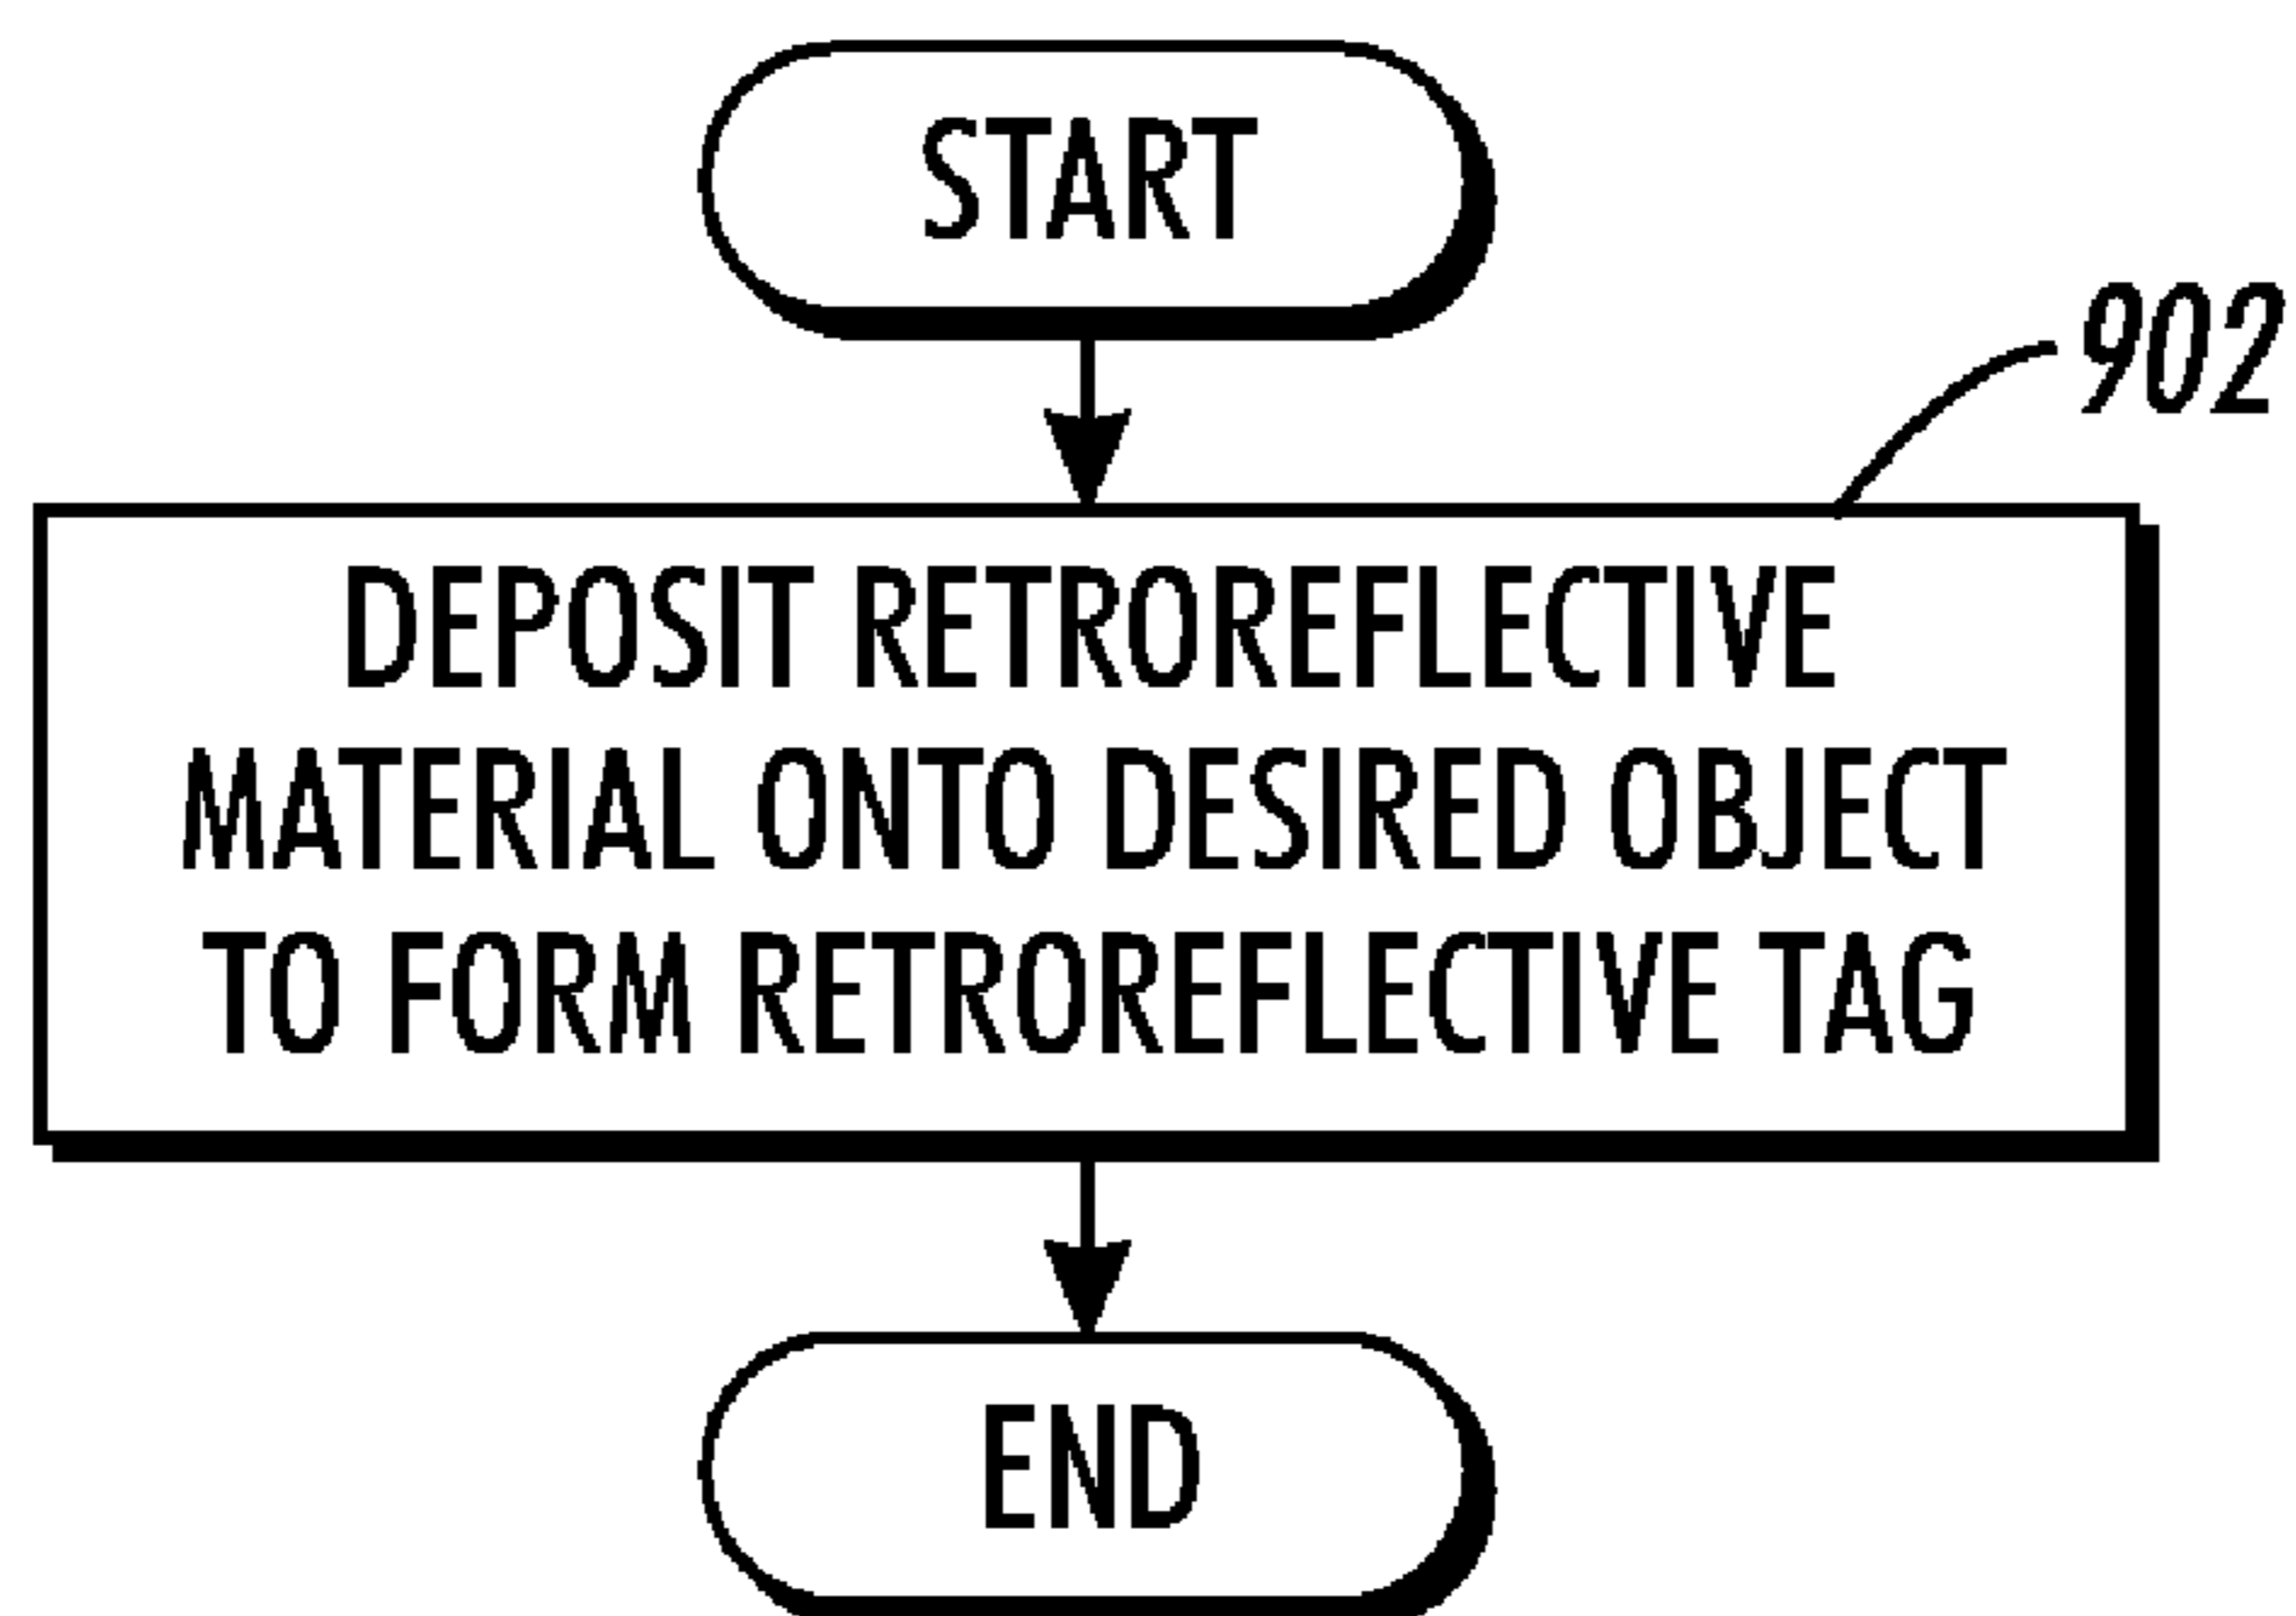 START
902
DEPOSIT RETROREFLECTIVE
MATERIAL ONTO DESIRED OBJECT
TO FORM RETROREFLECTIVE TAG
END